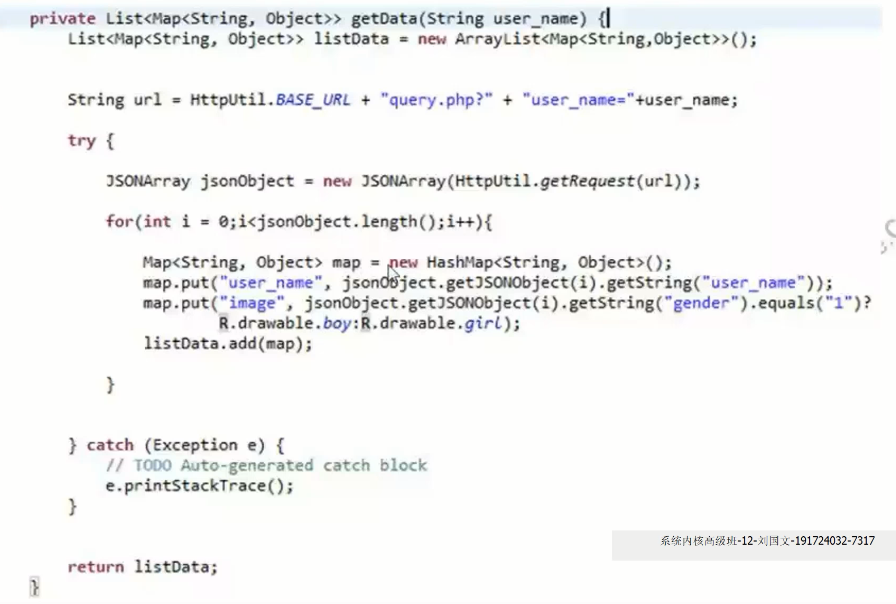 private List<Map<String, Object>> getData(String user_name) {
List<Map<String, Object>> listData = new ArrayList<Map<String,Object>>();
String url = HttpUtil.BASE_URL + "query.php?" + "user_name="+user_name;
try {
JSONArray jsonObject = new JSONArray(HttpUtil.getRequest(url));
for(int i = 0;i<jsonObject.length();i++){
Map<String, Object> map = new HashMap<String, Object>();
map.put("user_name", jsonObject.getJSONObject(i).getString("user_name"));
map.put("image", jsonObject.getJSONObject(i).getString("gender").equals("1")?
R.drawable.boy:R.drawable.girl);
listData.add(map);
}
} catch (Exception e) {
// TODO Auto-generated catch block
e.printStackTrace();
}
系统内核高级班-12-刘国文-191724032-7317
return listData;
}